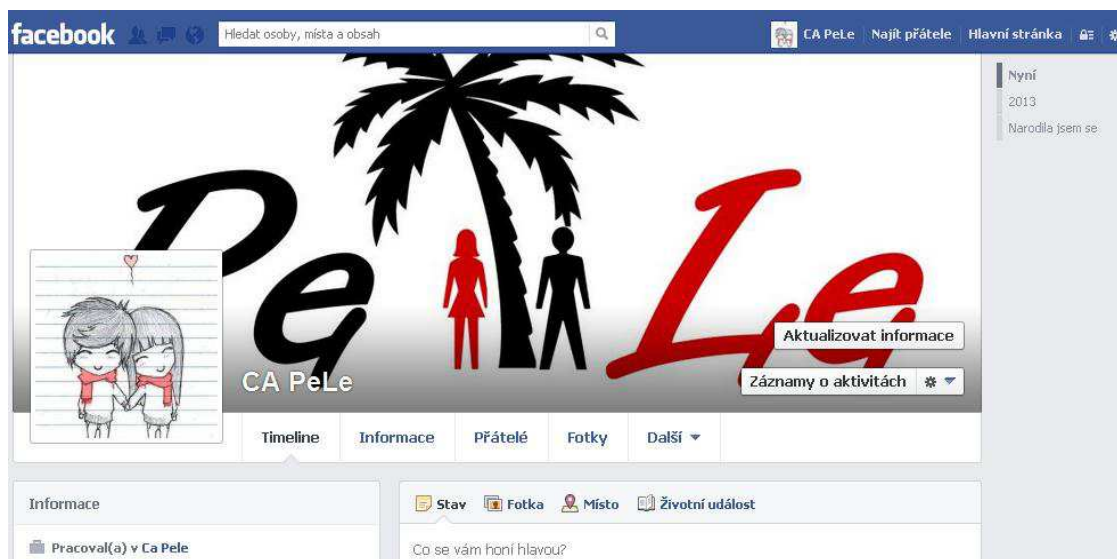 facebook Hledat osoby, místa a obsah CA PeLe Najít přátele Hlavní stránka
Nyní
2013
Narodila jsem se
Pe Le
Aktualizovat informace
CA PeLe
Záznamy o aktivitách
Timeline Informace Přátelé Fotky Další
Informace
Stav Fotka Místo Životní událost
Pracoval(a) v Ca Pele
Co se vám honí hlavou?